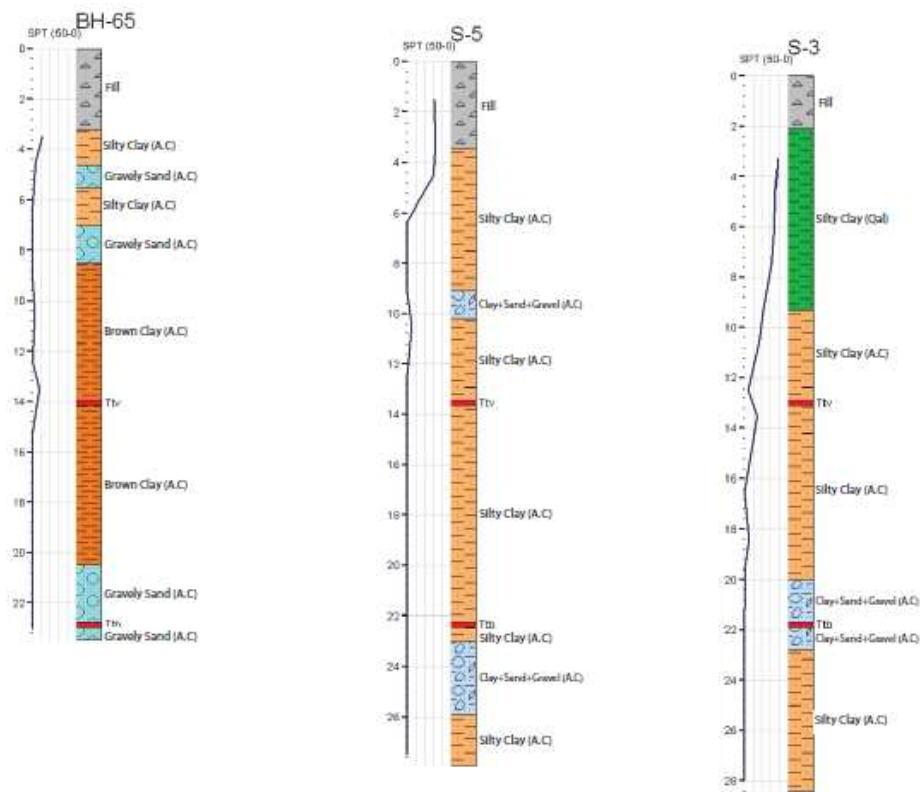 BH-65
SPT (50-0)
0
2
4
6
8
10
12
14
16
18
20
22
Fill
Silty Clay (A.C)
Gravely Sand (A.C)
Silty Clay (A.C)
Gravely Sand (A.C)
Brown Clay (A.C)
Ttv
Brown Clay (A.C)
Gravely Sand (A.C)
Gravely Sand (A.C)
S-5
SPT (50-0)
0
2
4
6
8
10
12
14
16
18
20
22
24
26
Fill
Silty Clay (A.C)
Clay+Sand+Gravel (A.C)
Silty Clay (A.C)
Ttv
Silty Clay (A.C)
Silty Clay (A.C)
Clay+Sand+Gravel (A.C)
Silty Clay (A.C)
S-3
SPT (50-0)
0
2
4
6
8
10
12
14
16
18
20
22
24
26
28
Fill
Silty Clay (Qal)
Silty Clay (A.C)
Ttv
Silty Clay (A.C)
Clay+Sand+Gravel (A.C)
Clay+Sand+Gravel (A.C)
Silty Clay (A.C)